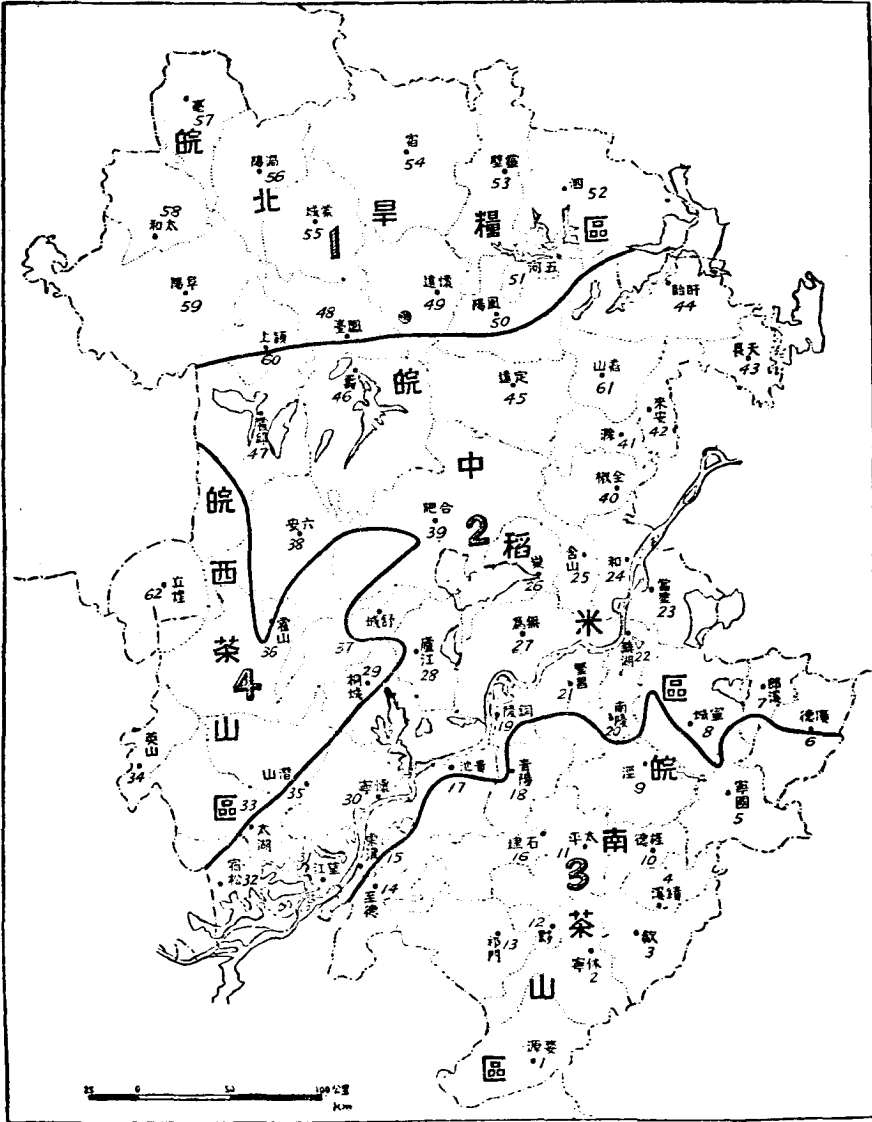 皖北旱糧區
1
亳
57
渦陽
56
宿
54
靈壁
53
泗
52
58
太和
蒙城
55
五河
51
阜陽
59
懷遠
49
鳳陽
50
盱眙
44
48
鳳臺
潁上
60
皖中稻米區
2
天長
43
壽
46
定遠
45
嘉山
61
來安
42
霍邱
47
滁
41
全椒
40
合肥
39
六安
38
含山
25
和
24
巢
26
當塗
23
無為
27
蕪湖
22
皖西茶山區
4
立煌
62
霍山
36
舒城
37
廬江
28
29
桐城
繁昌
21
銅陵
19
南陵
20
宣城
8
郎溪
7
廣德
6
英山
34
潛山
35
33
太湖
懷寧
30
貴池
17
青陽
18
宿松
32
31
望江
東流
15
14
至德
皖南茶山區
3
涇
9
寧國
5
石埭
16
太平
11
旌德
10
4
績溪
祁門
13
12
黟
歙
3
休寧
2
婺源
1
25 0 50 100 公里
km